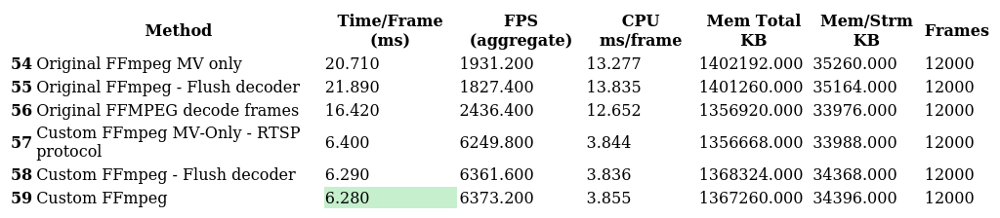 Method Time/Frame (ms) FPS (aggregate) CPU ms/frame Mem Total KB Mem/Strm KB Frames
54 Original FFmpeg MV only 20.710 1931.200 13.277 1402192.000 35260.000 12000
55 Original FFmpeg - Flush decoder 21.890 1827.400 13.835 1401260.000 35164.000 12000
56 Original FFMPEG decode frames 16.420 2436.400 12.652 1356920.000 33976.000 12000
57 Custom FFmpeg MV-Only - RTSP protocol 6.400 6249.800 3.844 1356668.000 33988.000 12000
58 Custom FFmpeg - Flush decoder 6.290 6361.600 3.836 1368324.000 34368.000 12000
59 Custom FFmpeg 6.280 6373.200 3.855 1367260.000 34396.000 12000